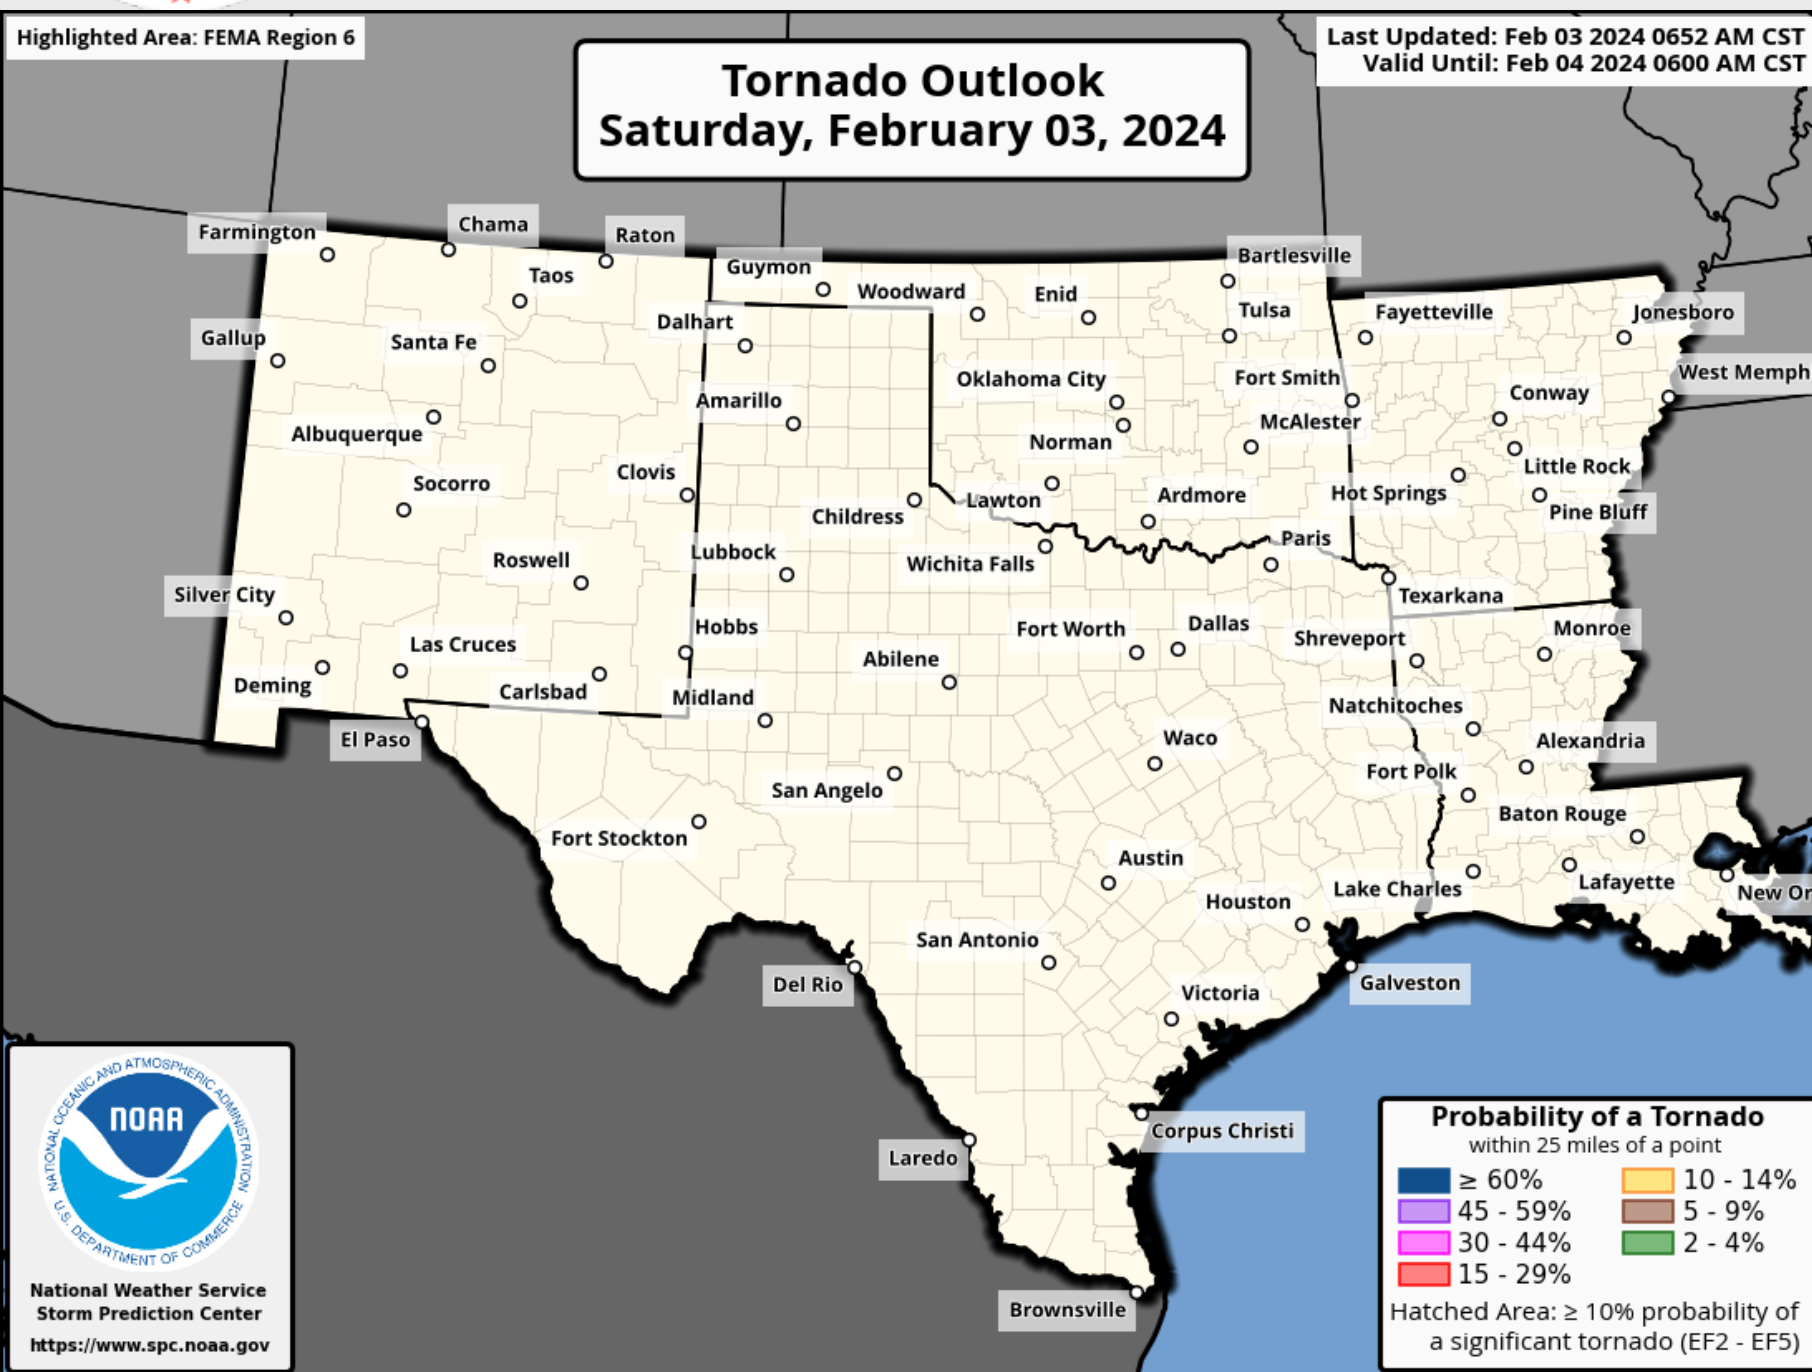 Highlighted Area: FEMA Region 6
Last Updated: Feb 03 2024 0652 AM CST
Valid Until: Feb 04 2024 0600 AM CST
Tornado Outlook
Saturday, February 03, 2024
Farmington
Chama
Raton
Taos
Guymon
Woodward
Enid
Bartlesville
Tulsa
Fayetteville
Jonesboro
Gallup
Santa Fe
Dalhart
West Memph
Oklahoma City
Fort Smith
Conway
Amarillo
Albuquerque
Norman
McAlester
Little Rock
Socorro
Clovis
Childress
Lawton
Ardmore
Hot Springs
Pine Bluff
Roswell
Lubbock
Wichita Falls
Paris
Silver City
Texarkana
Hobbs
Fort Worth
Dallas
Shreveport
Monroe
Las Cruces
Abilene
Deming
Carlsbad
Midland
Natchitoches
El Paso
Waco
Alexandria
San Angelo
Fort Polk
Fort Stockton
Baton Rouge
Austin
Lake Charles
Lafayette
New Or
Houston
San Antonio
Del Rio
Victoria
Galveston
Corpus Christi
Laredo
Brownsville
NATIONAL OCEANIC AND ATMOSPHERIC ADMINISTRATION
NOAA
U.S. DEPARTMENT OF COMMERCE
National Weather Service
Storm Prediction Center
https://www.spc.noaa.gov
Probability of a Tornado
within 25 miles of a point
≥ 60%
10 - 14%
45 - 59%
5 - 9%
30 - 44%
2 - 4%
15 - 29%
Hatched Area: ≥ 10% probability of
a significant tornado (EF2 - EF5)